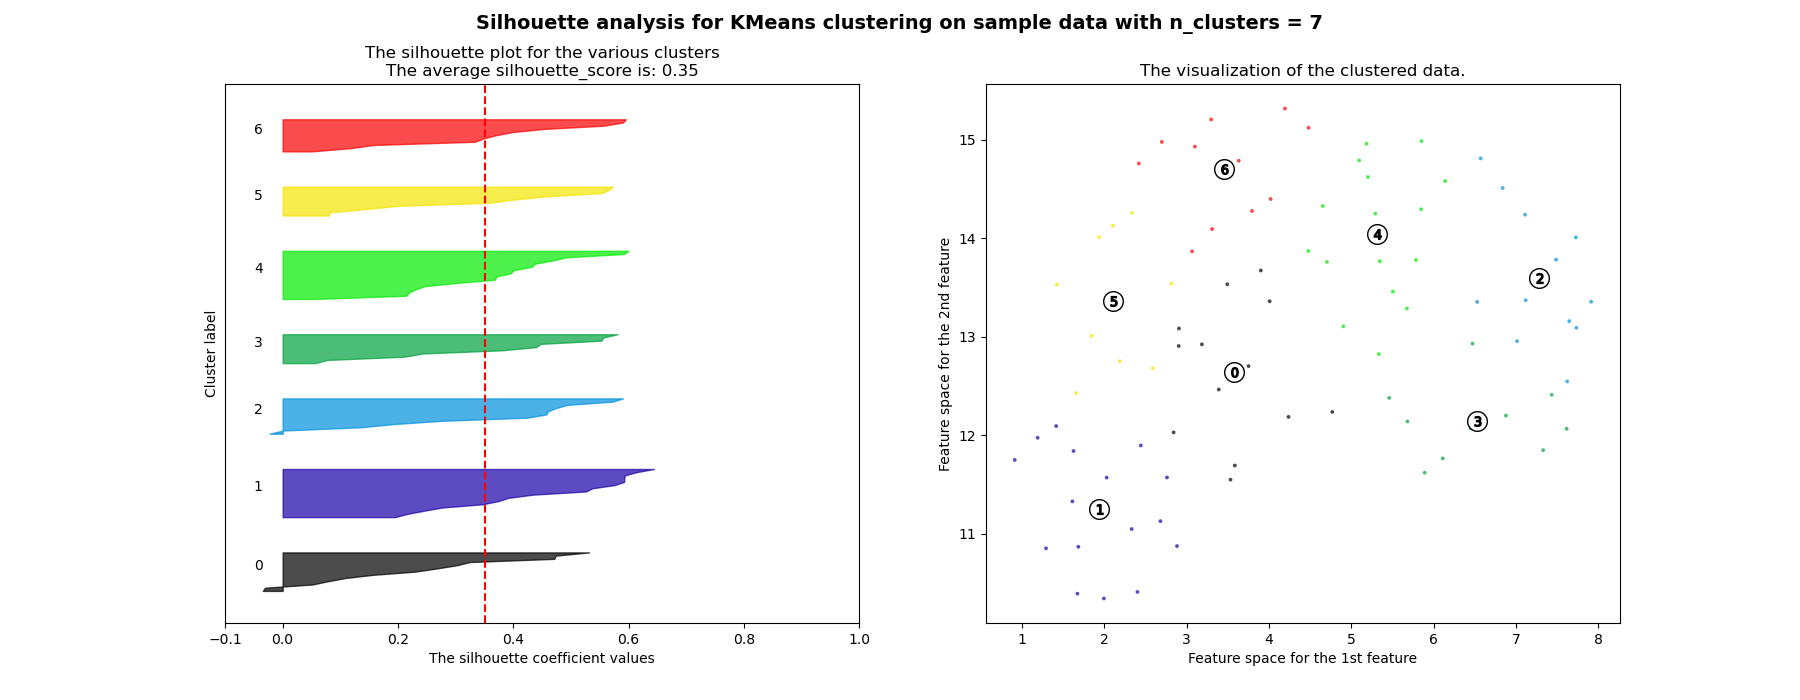 Silhouette analysis for KMeans clustering on sample data with n_clusters = 7
The silhouette plot for the various clusters
The average silhouette_score is: 0.35
Cluster label
6
5
4
3
2
1
0
−0.1 0.0 0.2 0.4 0.6 0.8 1.0
The silhouette coefficient values
The visualization of the clustered data.
Feature space for the 2nd feature
15
14
13
12
11
6
4
2
5
0
3
1
1 2 3 4 5 6 7 8
Feature space for the 1st feature